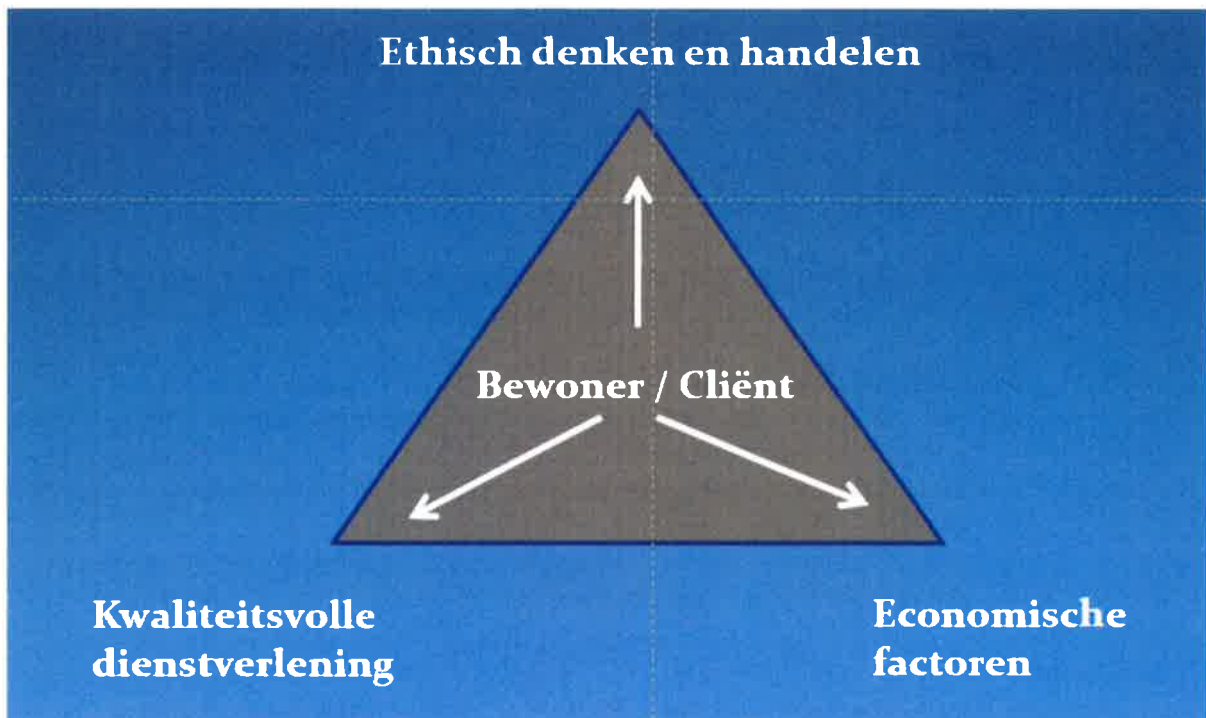 Ethisch denken en handelen
Bewoner / Cliënt
Kwaliteitsvolle
dienstverlening
Economische
factoren